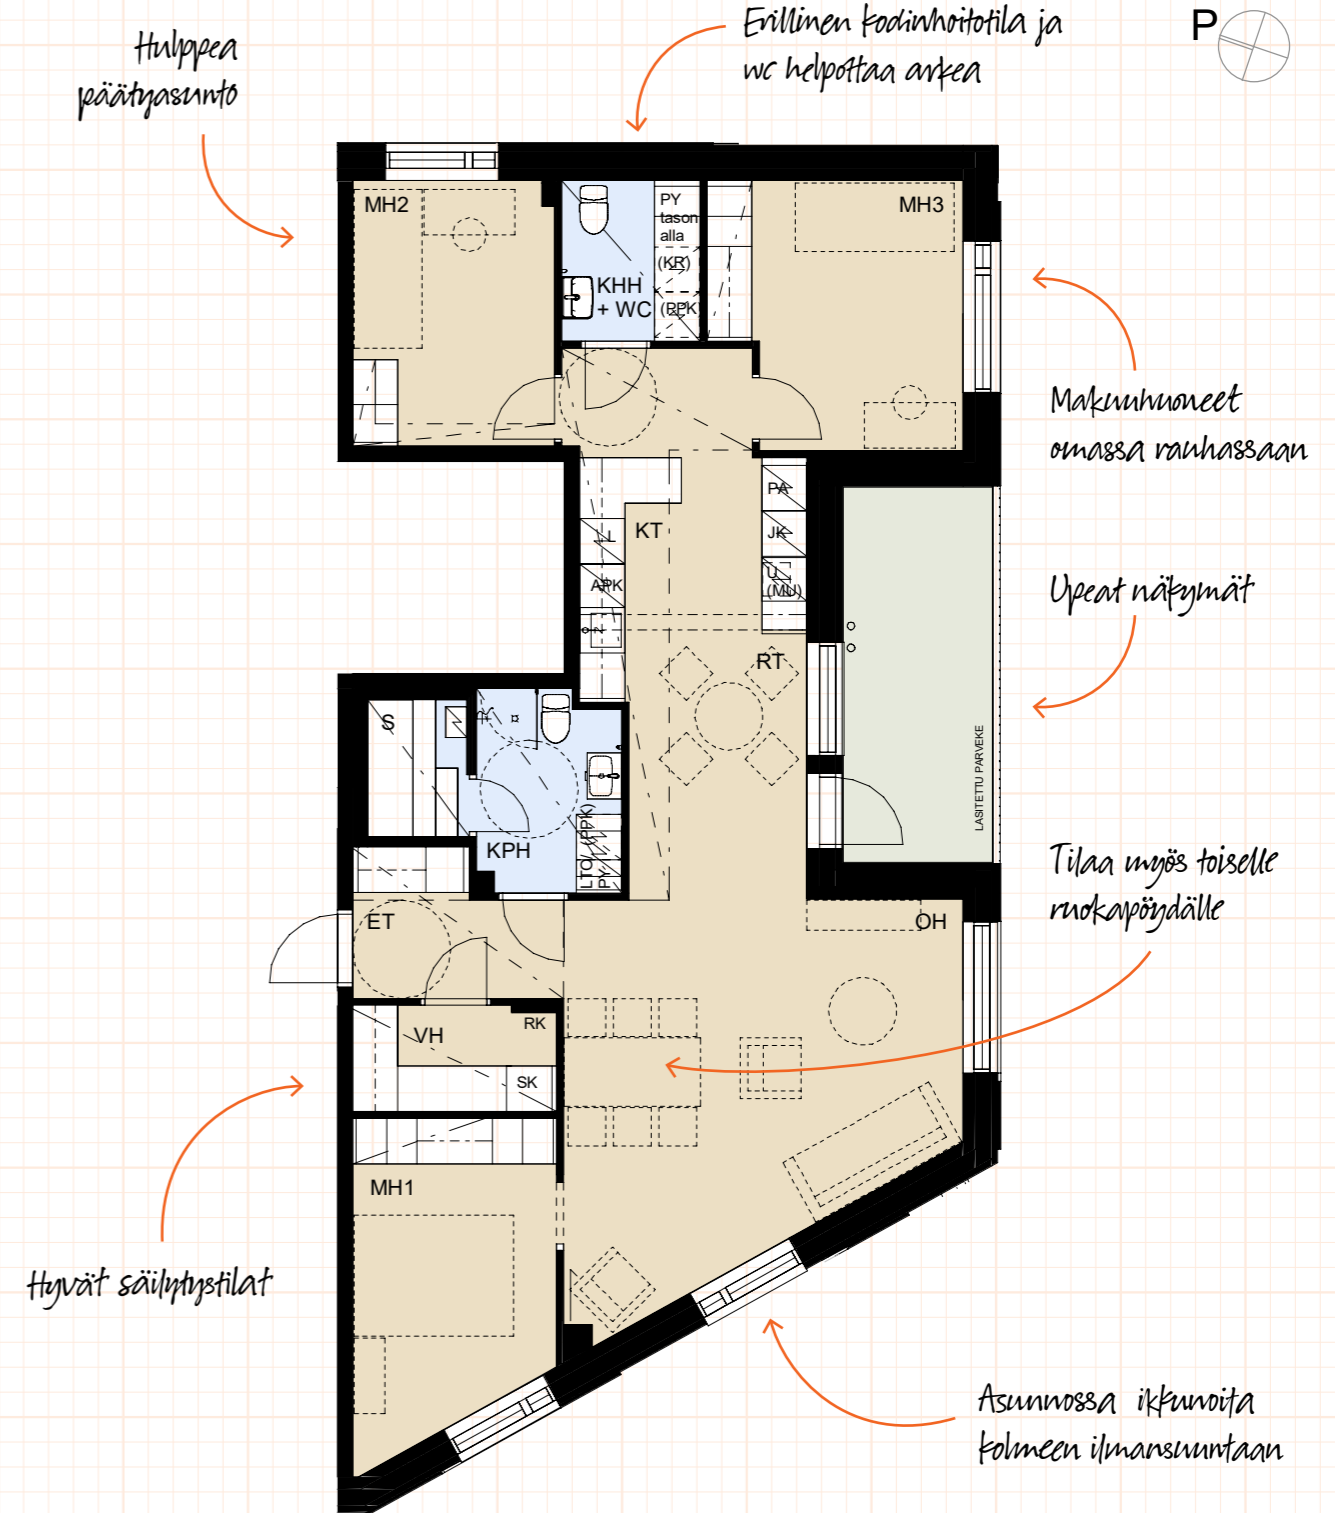 Hulppea
päätyasunto
Erillinen kodinhoitotila ja
wc helpottaa arkea
P
MH2
PY
tason
alla
(KR)
(PPK)
KHH
+ WC
MH3
Makuuhuoneet
omassa rauhassaan
KT
L
APK
PA
JK
U
(MU)
RT
Upeat näkymät
LASITETTU PARVEKE
S
KPH
LTO
PY
(PPK)
Tilaa myös toiselle
ruokapöydälle
ET
OH
VH
RK
SK
MH1
Hyvät säilytystilat
Asunnossa ikkunoita
kolmeen ilmansuuntaan